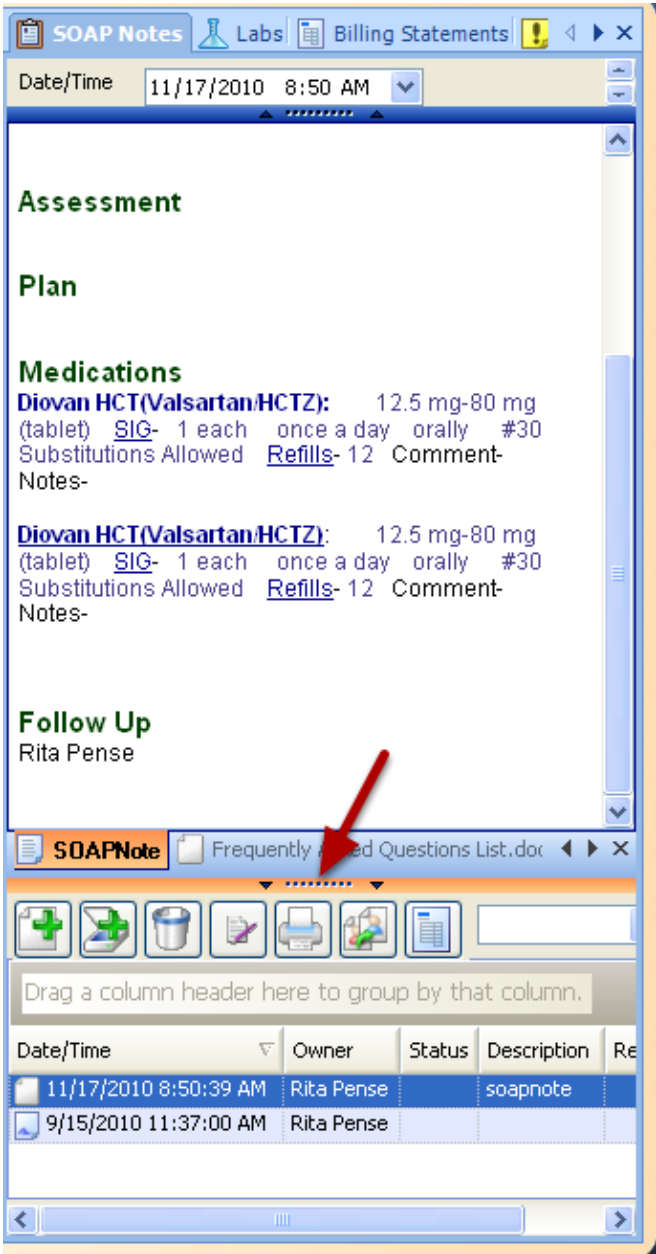 SOAP Notes Labs Billing Statements
Date/Time 11/17/2010 8:50 AM
Assessment
Plan
Medications
Diovan HCT(Valsartan/HCTZ): 12.5 mg-80 mg
(tablet) SIG- 1 each once a day orally #30
Substitutions Allowed Refills- 12 Comment-
Notes-
Diovan HCT(Valsartan/HCTZ): 12.5 mg-80 mg
(tablet) SIG- 1 each once a day orally #30
Substitutions Allowed Refills- 12 Comment-
Notes-
Follow Up
Rita Pense
SOAPNote Frequently Questions List.doc
Drag a column header here to group by that column.
Date/Time Owner Status Description Re
11/17/2010 8:50:39 AM Rita Pense soapnote
9/15/2010 11:37:00 AM Rita Pense